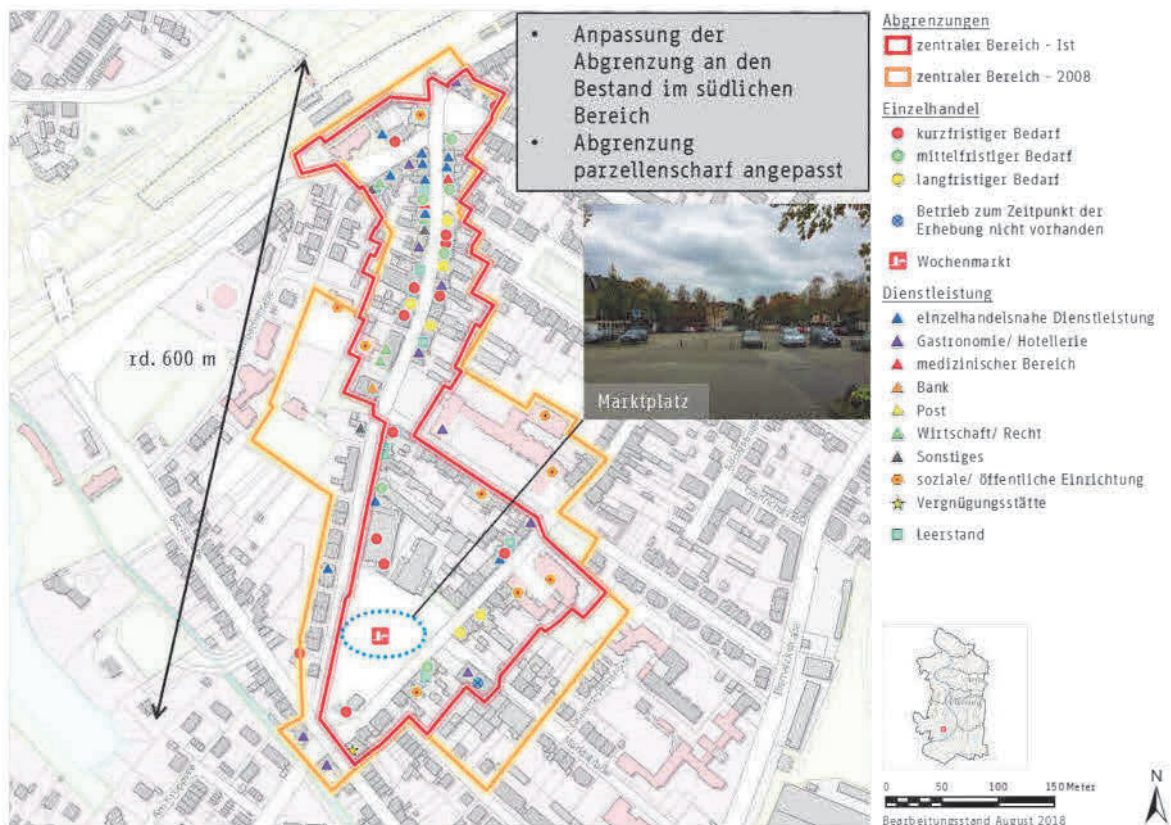 • Anpassung der
Abgrenzung an den
Bestand im südlichen
Bereich
• Abgrenzung
parzellenscharf angepasst
rd. 600 m
Marktplatz
Abgrenzungen
zentraler Bereich - Ist
zentraler Bereich - 2008
Einzelhandel
kurzfristiger Bedarf
mittelfristiger Bedarf
langfristiger Bedarf
Betrieb zum Zeitpunkt der
Erhebung nicht vorhanden
Wochenmarkt
Dienstleistung
einzelhandelsnahe Dienstleistung
Gastronomie/ Hotellerie
medizinischer Bereich
Bank
Post
Wirtschaft/ Recht
Sonstiges
soziale/ öffentliche Einrichtung
Vergnügungsstätte
Leerstand
0 50 100 150 Meter
Bearbeitungsstand August 2018
N